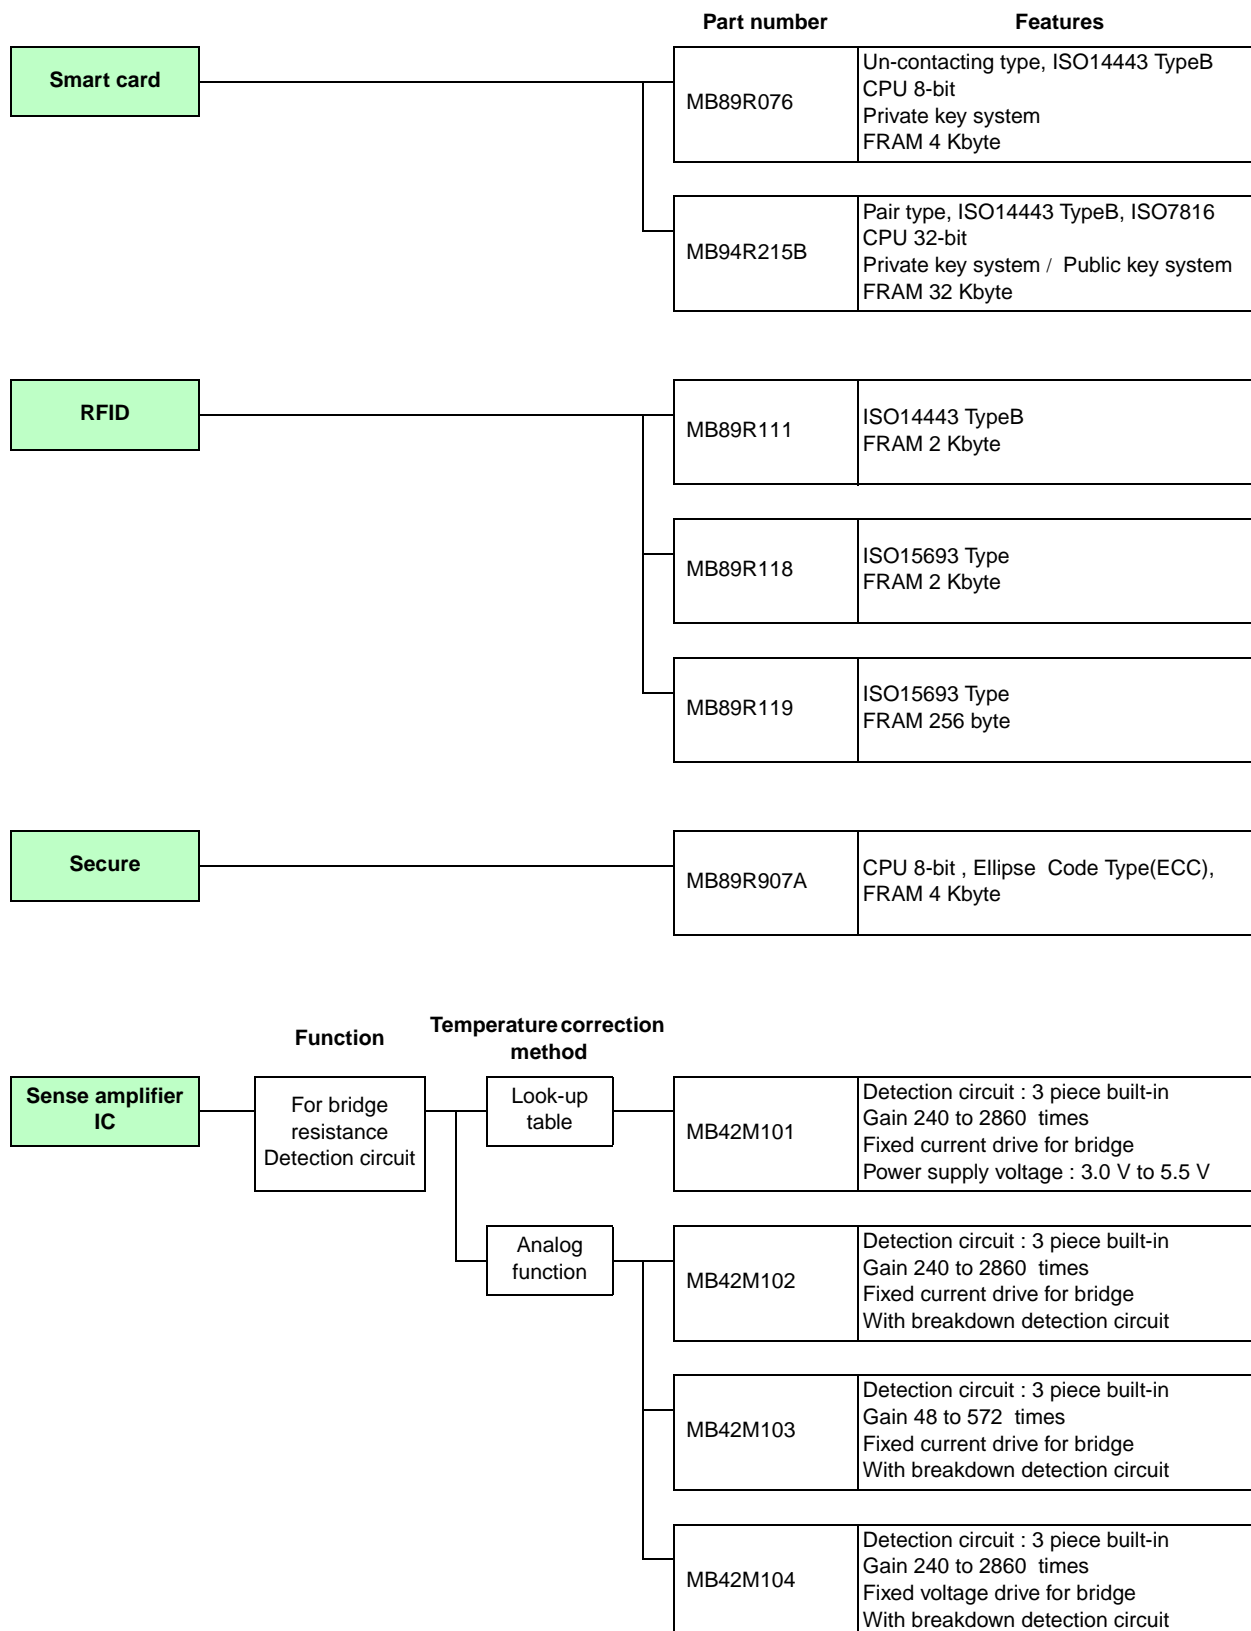 Part number Features
Smart card
MB89R076
Un-contacting type, ISO14443 TypeB
CPU 8-bit
Private key system
FRAM 4 Kbyte
MB94R215B
Pair type, ISO14443 TypeB, ISO7816
CPU 32-bit
Private key system / Public key system
FRAM 32 Kbyte
RFID
MB89R111
ISO14443 TypeB
FRAM 2 Kbyte
MB89R118
ISO15693 Type
FRAM 2 Kbyte
MB89R119
ISO15693 Type
FRAM 256 byte
Secure
MB89R907A
CPU 8-bit , Ellipse Code Type(ECC),
FRAM 4 Kbyte
Function
Temperature correction
method
Sense amplifier
IC
For bridge
resistance
Detection circuit
Look-up
table
MB42M101
Detection circuit : 3 piece built-in
Gain 240 to 2860 times
Fixed current drive for bridge
Power supply voltage : 3.0 V to 5.5 V
Analog
function
MB42M102
Detection circuit : 3 piece built-in
Gain 240 to 2860 times
Fixed current drive for bridge
With breakdown detection circuit
MB42M103
Detection circuit : 3 piece built-in
Gain 48 to 572 times
Fixed current drive for bridge
With breakdown detection circuit
MB42M104
Detection circuit : 3 piece built-in
Gain 240 to 2860 times
Fixed voltage drive for bridge
With breakdown detection circuit